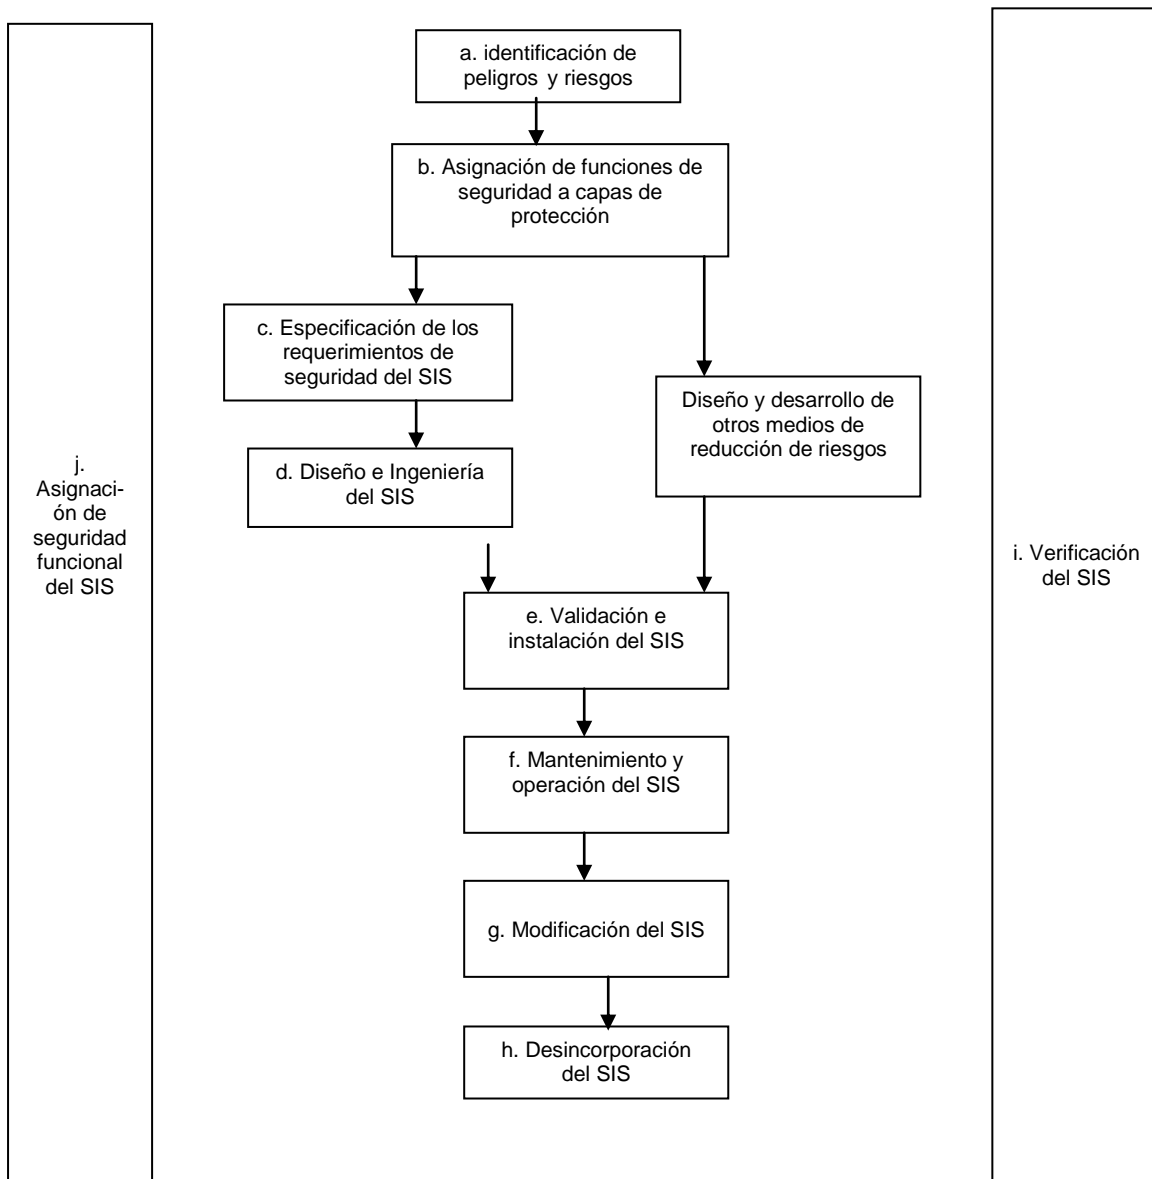 a. identificación de
peligros y riesgos
b. Asignación de funciones de
seguridad a capas de
protección
c. Especificación de los
requerimientos de
seguridad del SIS
Diseño y desarrollo de
otros medios de
reducción de riesgos
d. Diseño e Ingeniería
del SIS
j.
Asignaci-
ón de
seguridad
funcional
del SIS
i. Verificación
del SIS
e. Validación e
instalación del SIS
f. Mantenimiento y
operación del SIS
g. Modificación del SIS
h. Desincorporación
del SIS